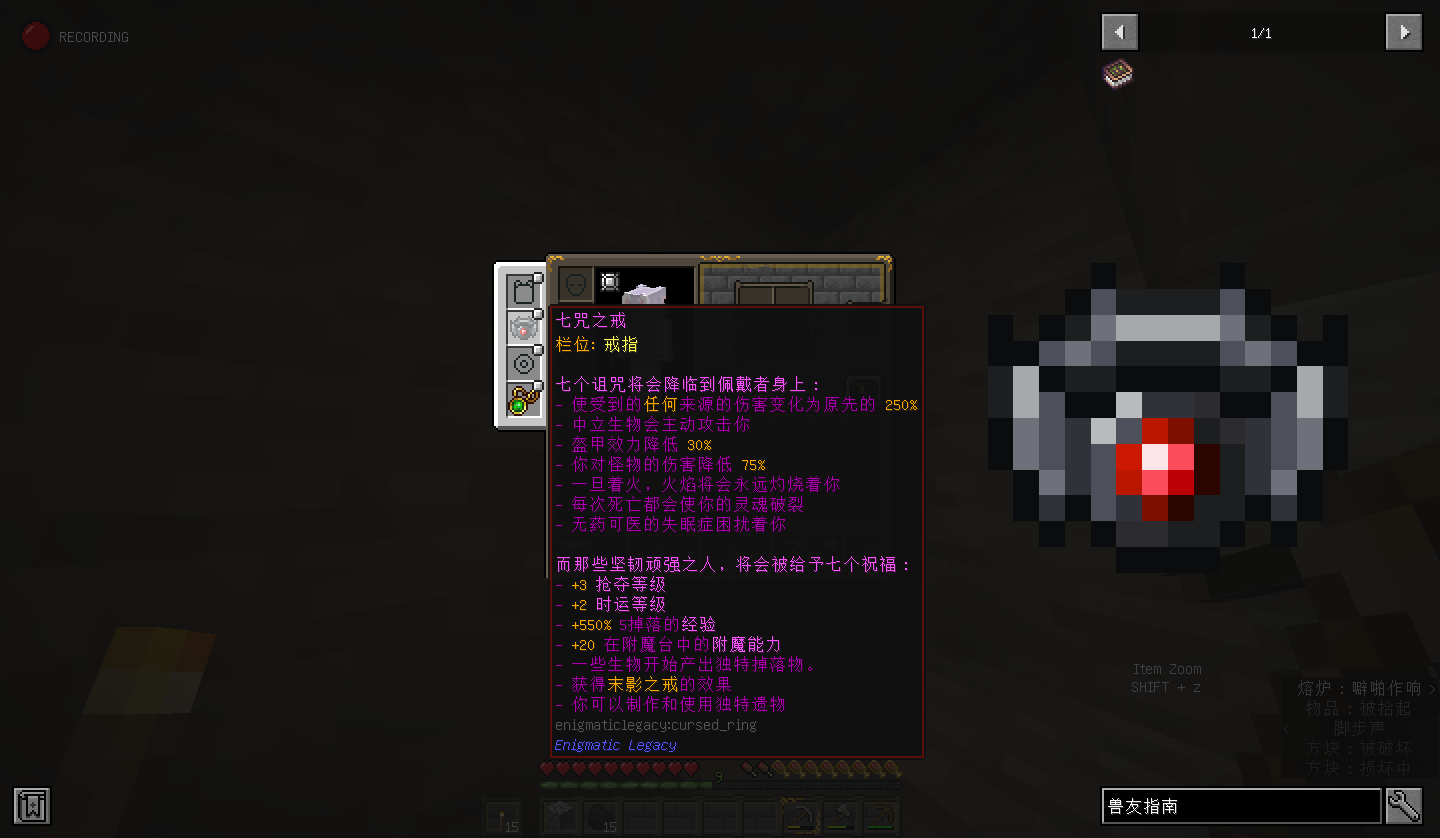 RECORDING
1/1
七咒之戒
栏位: 戒指
七个诅咒将会降临到佩戴者身上：
- 使受到的任何来源的伤害变化为原先的 250%
- 中立生物会主动攻击你
- 盔甲效力降低 30%
- 你对怪物的伤害降低 75%
- 一旦着火，火焰将会永远灼烧着你
- 每次死亡都会使你的灵魂破裂
- 无药可医的失眠症困扰着你
而那些坚韧顽强之人，将会被给予七个祝福：
- +3 抢夺等级
- +2 时运等级
- +550% 5掉落的经验
- +20 在附魔台中的附魔能力
- 一些生物开始产出独特掉落物。
- 获得末影之戒的效果
- 你可以制作和使用独特遗物
enigmaticlegacy:cursed_ring
Enigmatic Legacy
Item Zoom
SHIFT + z
熔炉：噼啪作响 >
物品：被拾起
< 脚步声
方块：被破坏
方块：损坏中
9
15
15
兽友指南